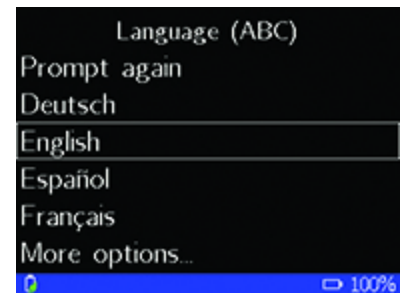 Language (ABC)
Prompt again
Deutsch
English
Español
Français
More options...
100%